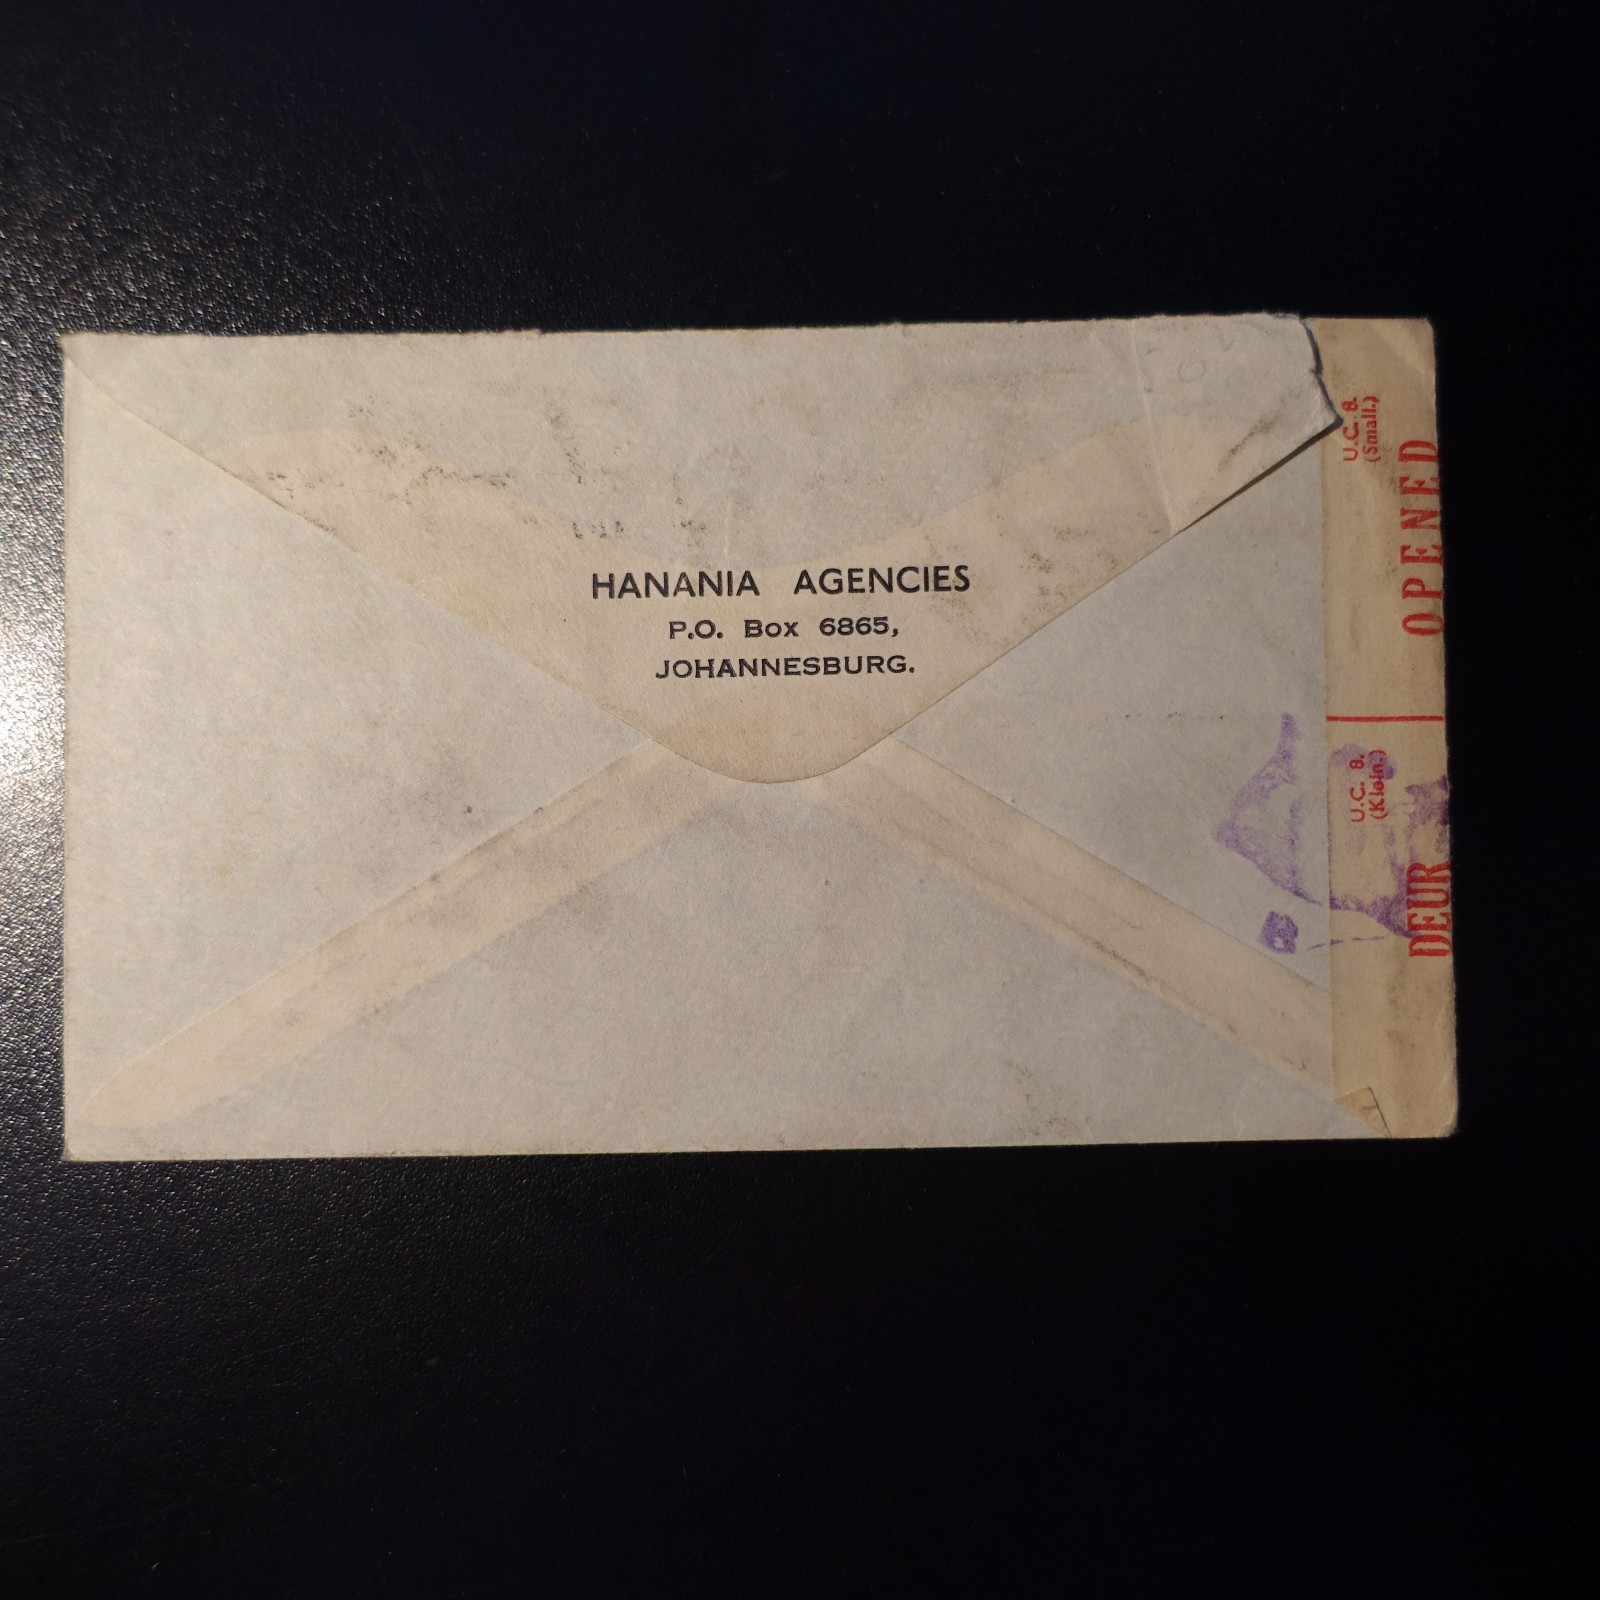 HANANIA AGENCIES
P.O. Box 6865,
JOHANNESBURG.
U.C. 8.
(Small.)
OPENED
U.C. 8.
(Klein.)
DEUR